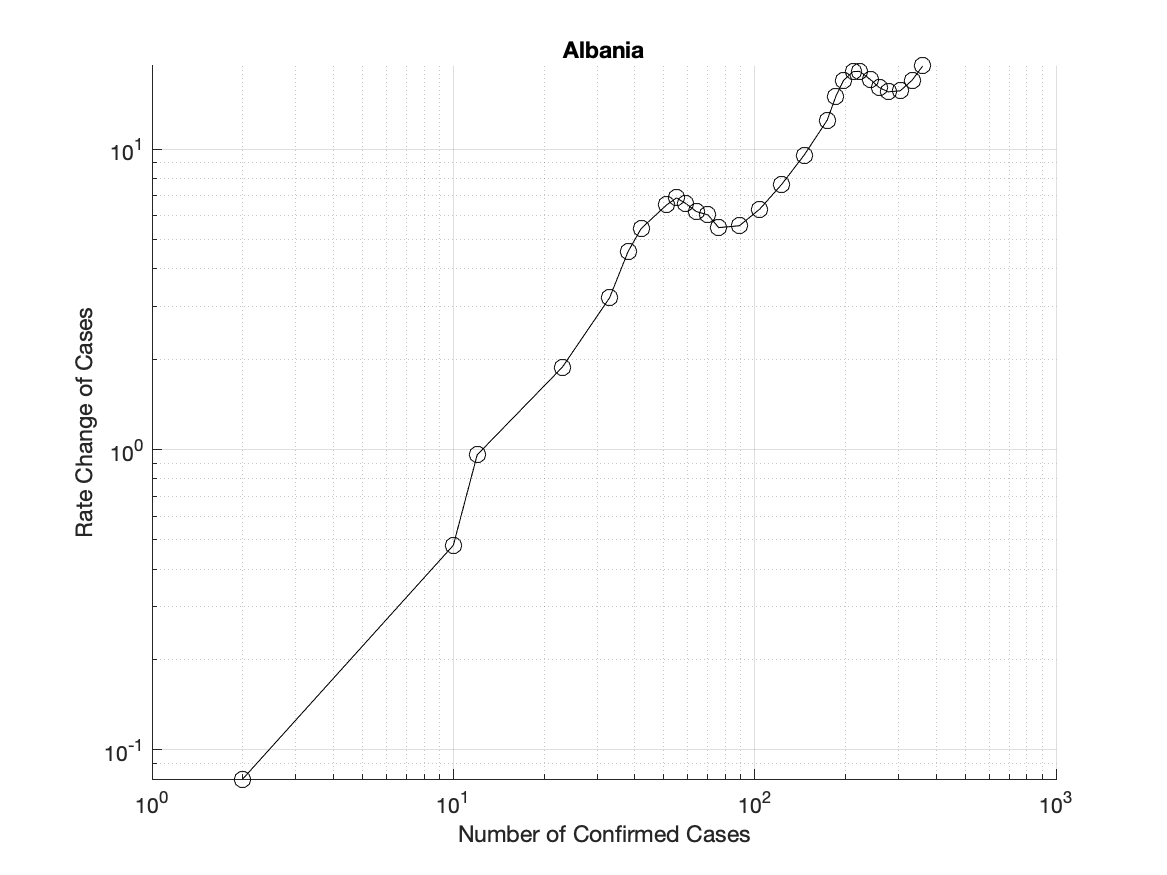 Albania
Rate Change of Cases
10^1
10^0
10^-1
10^0 10^1 10^2 10^3
Number of Confirmed Cases